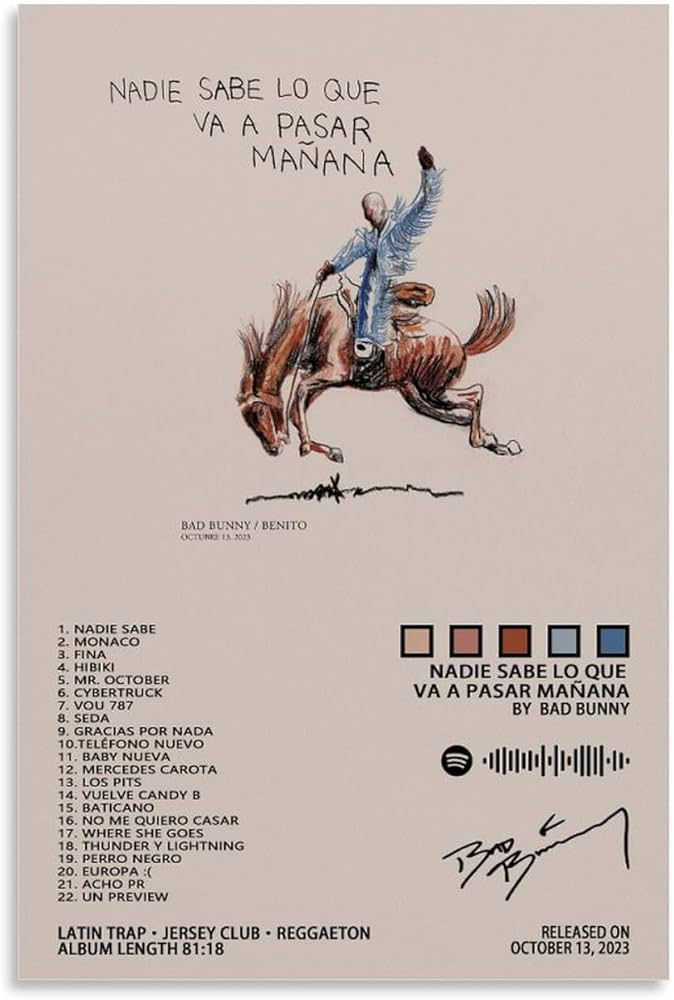 NADIE SABE LO QUE
VA A PASAR
MAÑANA
BAD BUNNY / BENITO
OCTUBRE 13, 2023
1. NADIE SABE
2. MONACO
3. FINA
4. HIBIKI
5. MR. OCTOBER
6. CYBERTRUCK
7. VOU 787
8. SEDA
9. GRACIAS POR NADA
10.TELÉFONO NUEVO
11. BABY NUEVA
12. MERCEDES CAROTA
13. LOS PITS
14. VUELVE CANDY B
15. BATICANO
16. NO ME QUIERO CASAR
17. WHERE SHE GOES
18. THUNDER Y LIGHTNING
19. PERRO NEGRO
20. EUROPA :(
21. ACHO PR
22. UN PREVIEW
NADIE SABE LO QUE
VA A PASAR MAÑANA
BY BAD BUNNY
BAD BUNNY
LATIN TRAP • JERSEY CLUB • REGGAETON
ALBUM LENGTH 81:18
RELEASED ON
OCTOBER 13, 2023